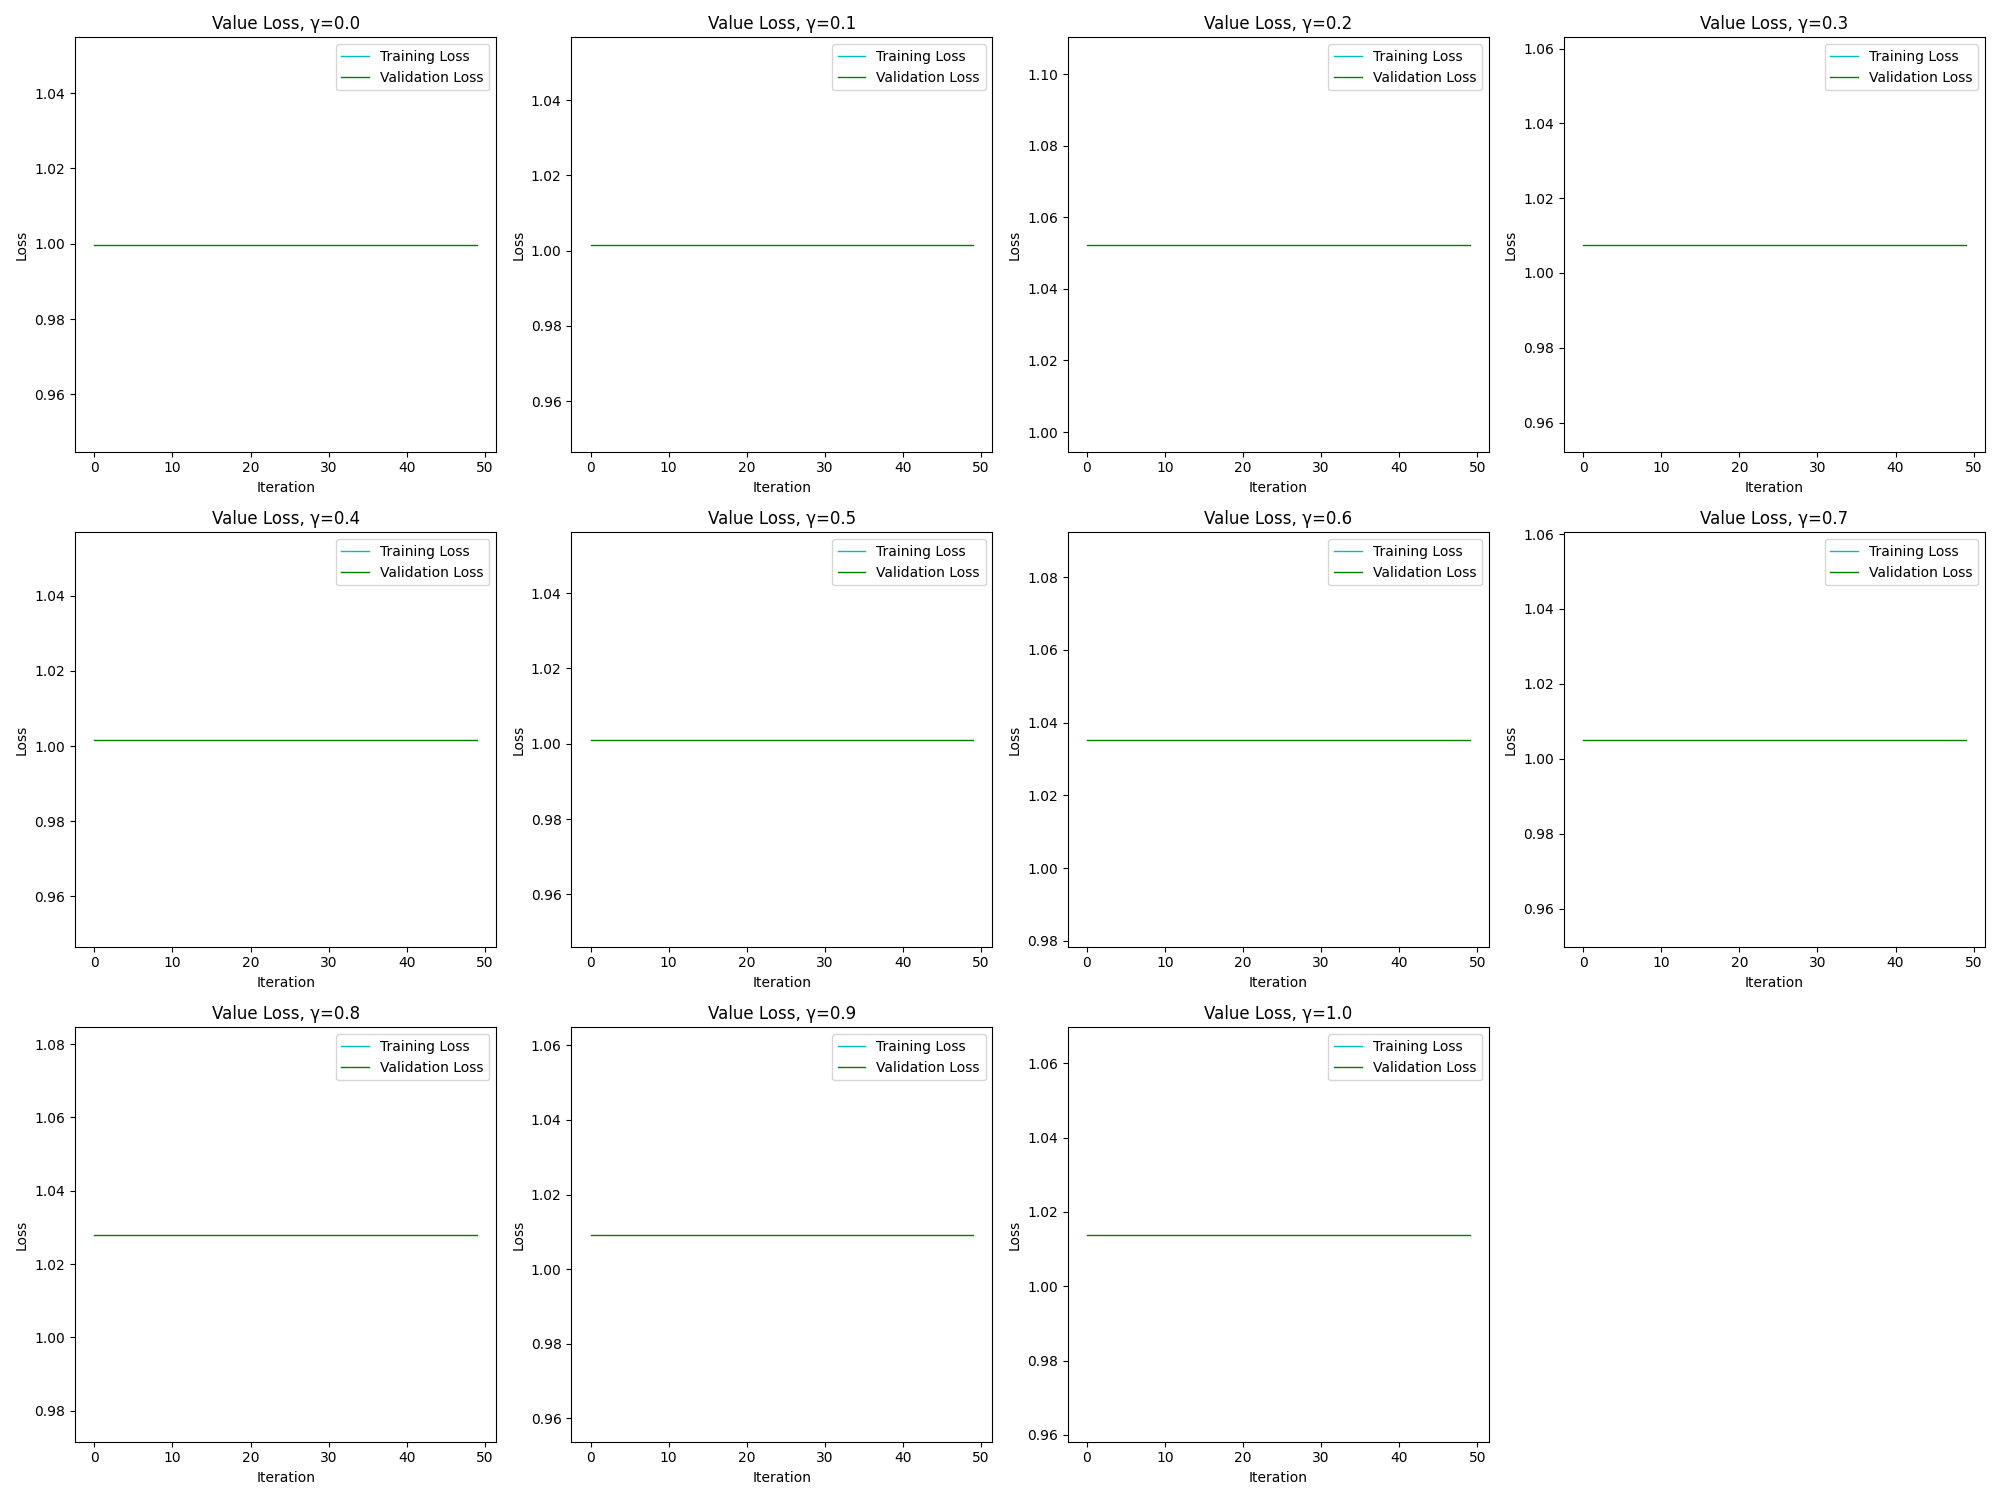 Value Loss, γ=0.0
Training Loss
Validation Loss
1.04
1.02
1.00
0.98
0.96
Loss
0 10 20 30 40 50
Iteration
Value Loss, γ=0.1
Training Loss
Validation Loss
1.04
1.02
1.00
0.98
0.96
Loss
0 10 20 30 40 50
Iteration
Value Loss, γ=0.2
Training Loss
Validation Loss
1.10
1.08
1.06
1.04
1.02
1.00
Loss
0 10 20 30 40 50
Iteration
Value Loss, γ=0.3
Training Loss
Validation Loss
1.06
1.04
1.02
1.00
0.98
0.96
Loss
0 10 20 30 40 50
Iteration
Value Loss, γ=0.4
Training Loss
Validation Loss
1.04
1.02
1.00
0.98
0.96
Loss
0 10 20 30 40 50
Iteration
Value Loss, γ=0.5
Training Loss
Validation Loss
1.04
1.02
1.00
0.98
0.96
Loss
0 10 20 30 40 50
Iteration
Value Loss, γ=0.6
Training Loss
Validation Loss
1.08
1.06
1.04
1.02
1.00
0.98
Loss
0 10 20 30 40 50
Iteration
Value Loss, γ=0.7
Training Loss
Validation Loss
1.06
1.04
1.02
1.00
0.98
0.96
Loss
0 10 20 30 40 50
Iteration
Value Loss, γ=0.8
Training Loss
Validation Loss
1.08
1.06
1.04
1.02
1.00
0.98
Loss
0 10 20 30 40 50
Iteration
Value Loss, γ=0.9
Training Loss
Validation Loss
1.06
1.04
1.02
1.00
0.98
0.96
Loss
0 10 20 30 40 50
Iteration
Value Loss, γ=1.0
Training Loss
Validation Loss
1.06
1.04
1.02
1.00
0.98
0.96
Loss
0 10 20 30 40 50
Iteration